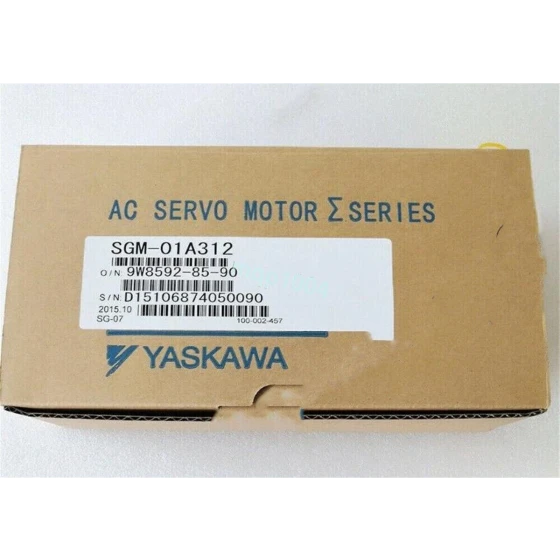 AC SERVO MOTOR Σ SERIES
SGM-01A312
O/N: 9W8592-85-90
S/N: D15106874050090
2015.10
SG-07 100-002-457
YASKAWA